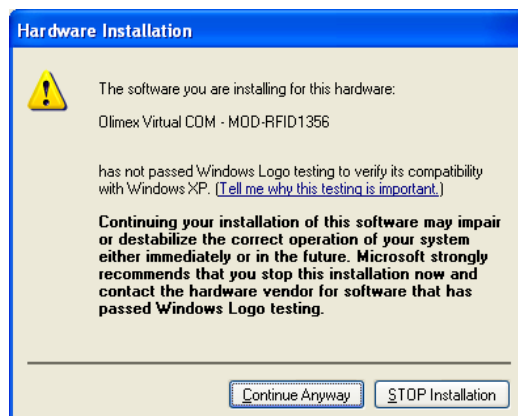 Hardware Installation
The software you are installing for this hardware:
Olimex Virtual COM - MOD-RFID1356
has not passed Windows Logo testing to verify its compatibility
with Windows XP. (Tell me why this testing is important.)
Continuing your installation of this software may impair
or destabilize the correct operation of your system
either immediately or in the future. Microsoft strongly
recommends that you stop this installation now and
contact the hardware vendor for software that has
passed Windows Logo testing.
Continue Anyway
STOP Installation